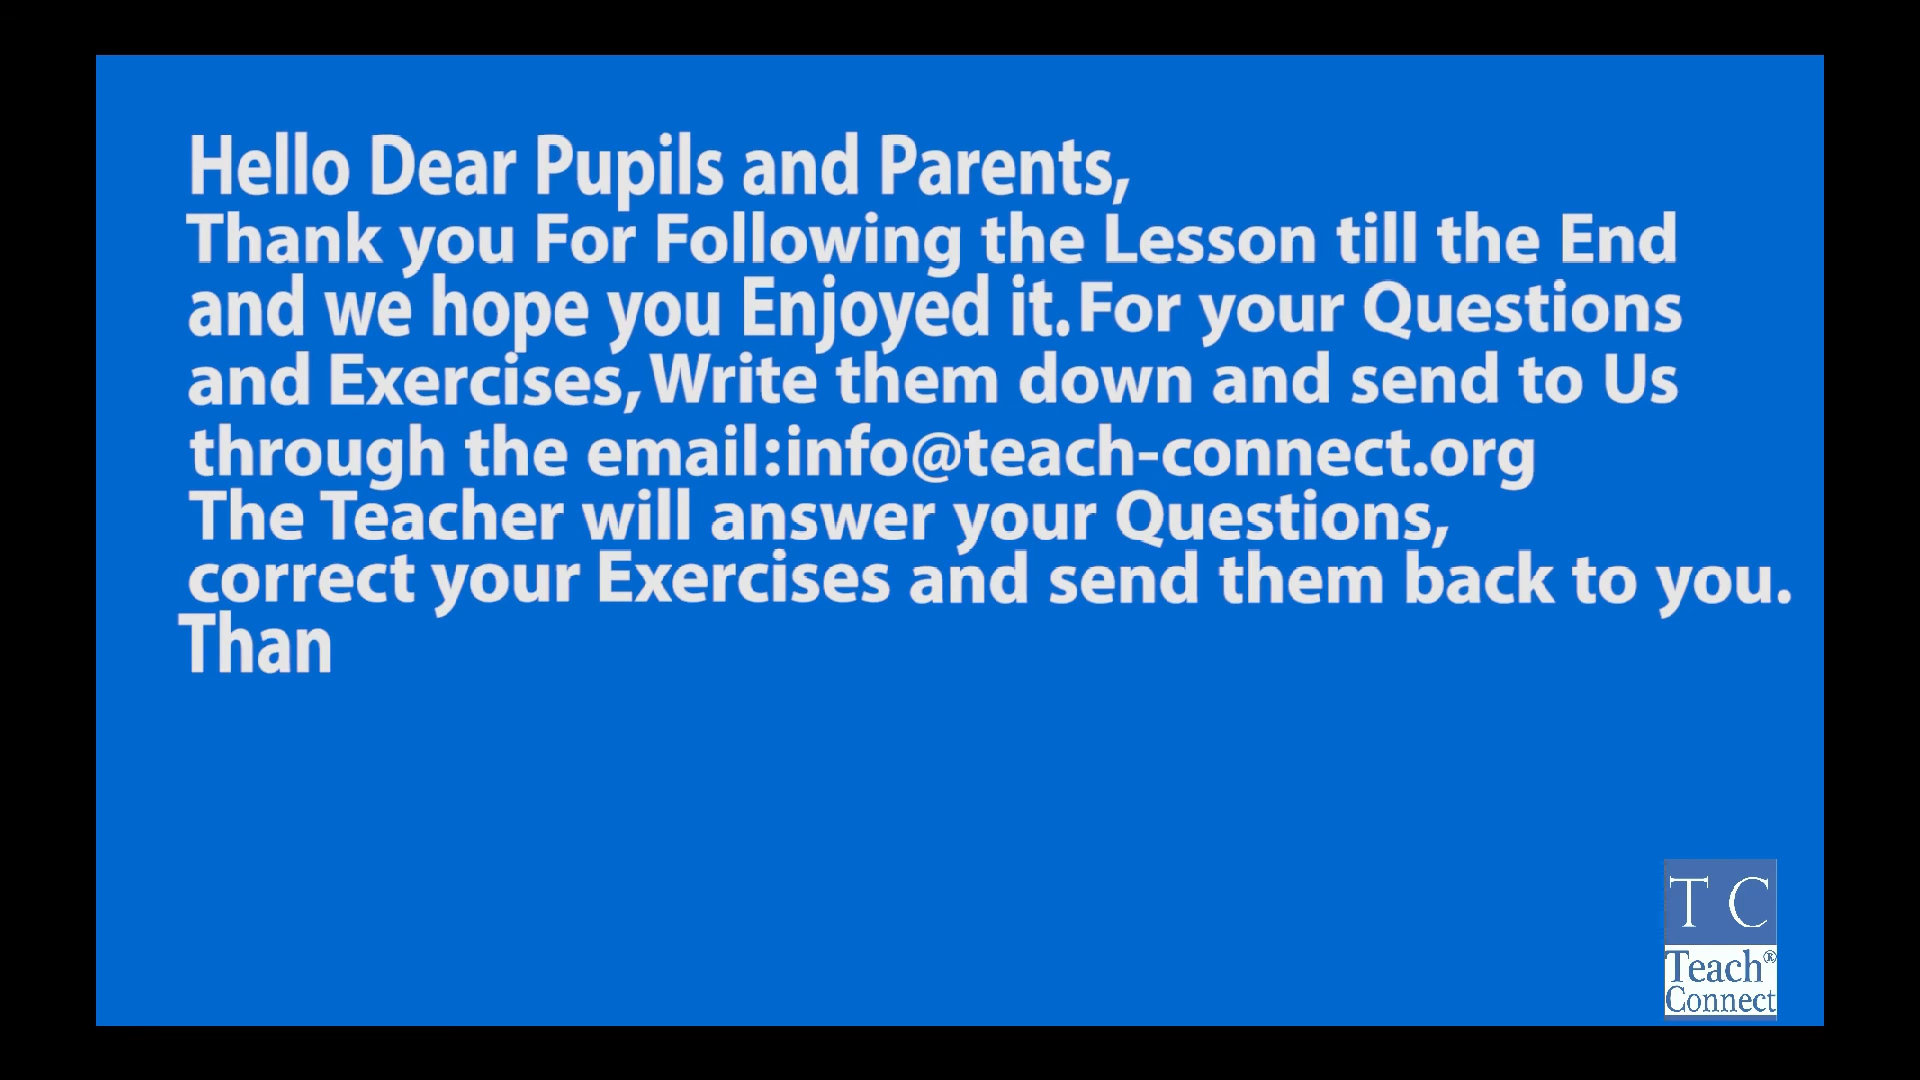 Hello Dear Pupils and Parents,
Thank you For Following the Lesson till the End
and we hope you Enjoyed it.For your Questions
and Exercises,Write them down and send to Us
through the email:info@teach-connect.org
The Teacher will answer your Questions,
correct your Exercises and send them back to you.
Than
T C
Teach®
Connect